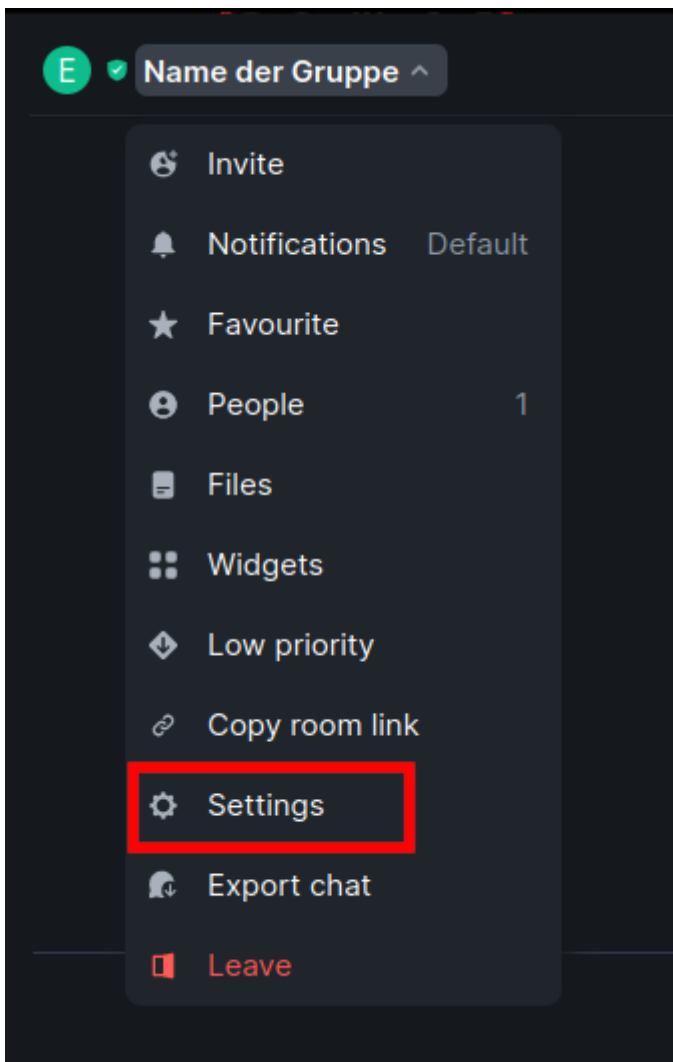 E Name der Gruppe
Invite
Notifications Default
Favourite
People 1
Files
Widgets
Low priority
Copy room link
Settings
Export chat
Leave